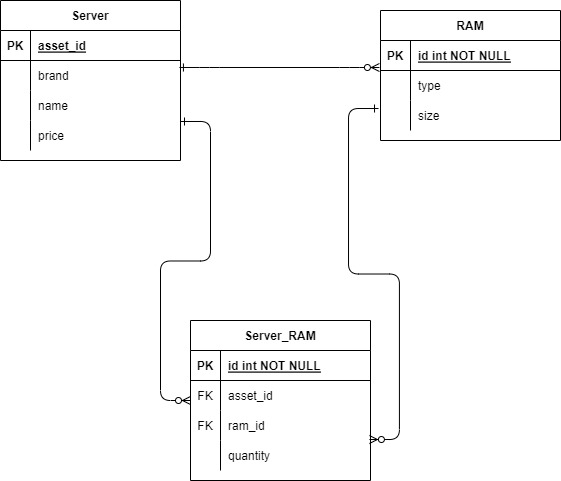 Server
PK asset_id
brand
name
price
RAM
PK id int NOT NULL
type
size
Server_RAM
PK id int NOT NULL
FK asset_id
FK ram_id
quantity